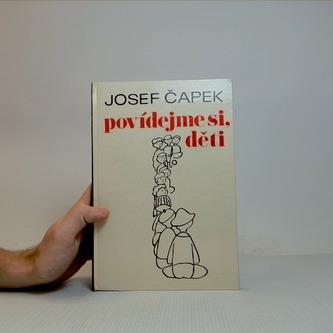 JOSEF ČAPEK
povídejme si,
děti